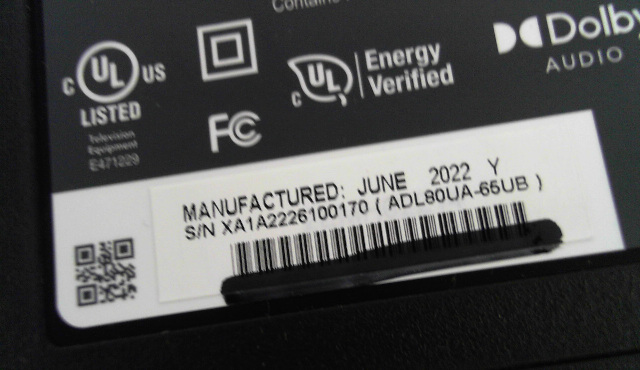 Contains
C UL US
LISTED
Television
Equipment
E471229
FC
C UL
Energy
Verified
Dolby
AUDIO
MANUFACTURED: JUNE 2022 Y
S/N XA1A2226100170 ( ADL80UA-65UB )